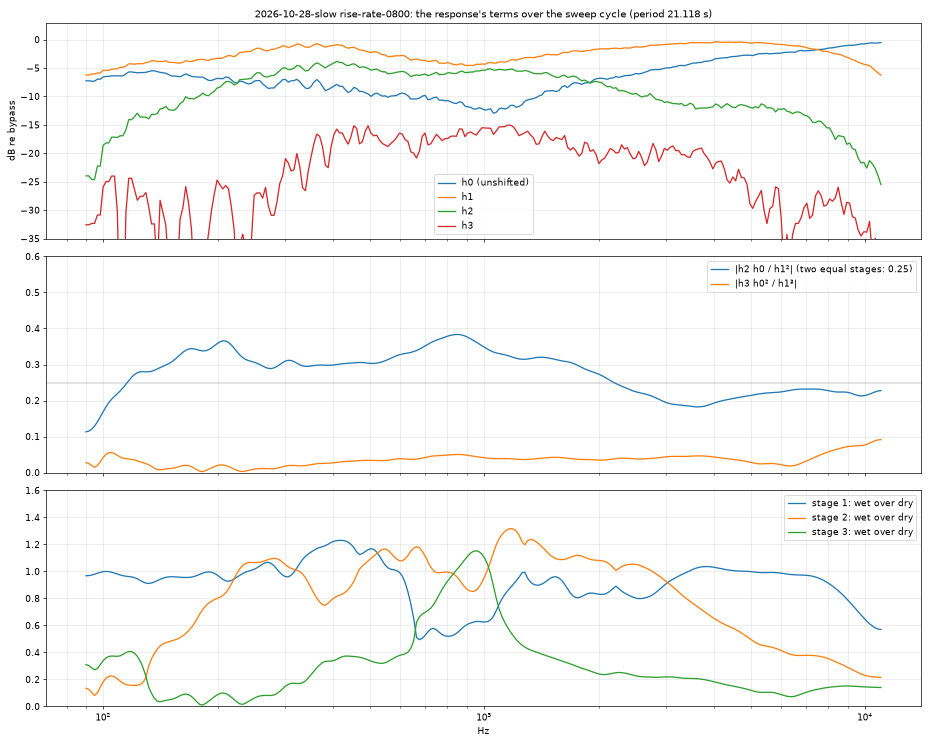 2026-10-28-slow rise-rate-0800: the response's terms over the sweep cycle (period 21.118 s)
dB re bypass
0
−5
−10
−15
−20
−25
−30
−35
h0 (unshifted)
h1
h2
h3
0.6
0.5
0.4
0.3
0.2
0.1
0.0
|h2 h0 / h1²| (two equal stages: 0.25)
|h3 h0² / h1³|
1.6
1.4
1.2
1.0
0.8
0.6
0.4
0.2
0.0
stage 1: wet over dry
stage 2: wet over dry
stage 3: wet over dry
10² 10³ 10⁴
Hz